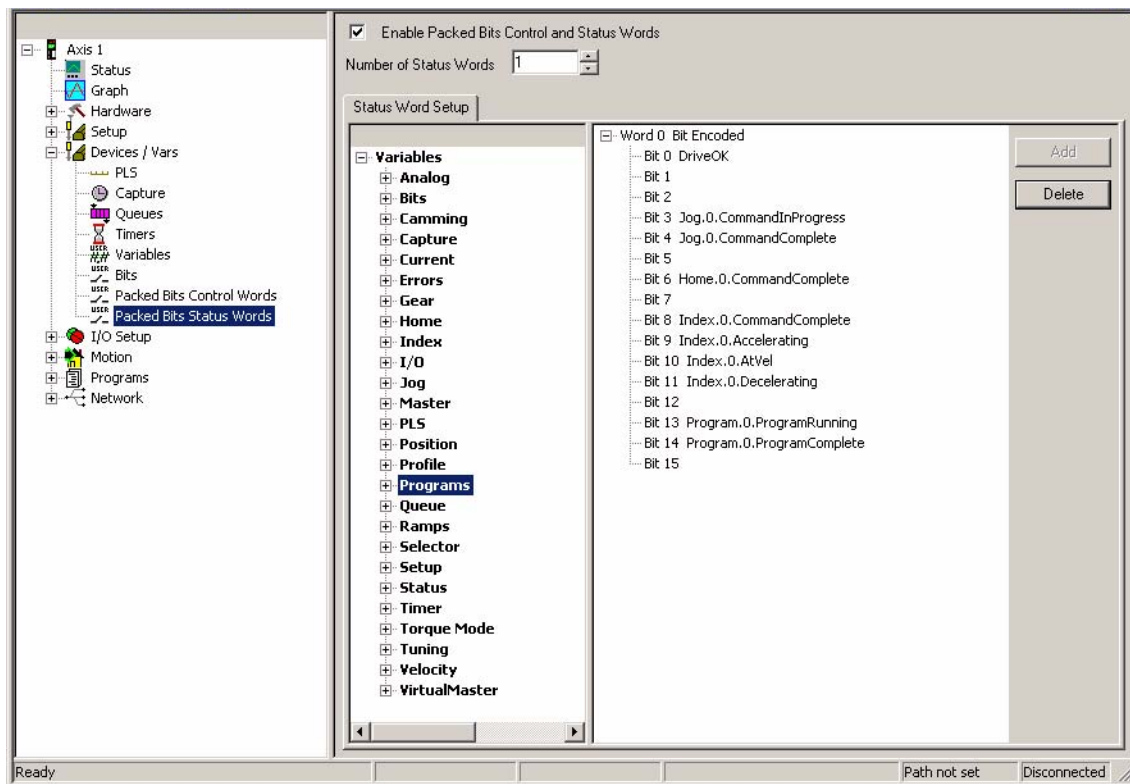 Axis 1
Status
Graph
Hardware
Setup
Devices / Vars
PLS
Capture
Queues
Timers
USER
#.## Variables
USER
Bits
USER
Packed Bits Control Words
USER
Packed Bits Status Words
I/O Setup
Motion
Programs
Network
Enable Packed Bits Control and Status Words
Number of Status Words 1
Status Word Setup
Variables
Analog
Bits
Camming
Capture
Current
Errors
Gear
Home
Index
I/O
Jog
Master
PLS
Position
Profile
Programs
Queue
Ramps
Selector
Setup
Status
Timer
Torque Mode
Tuning
Velocity
VirtualMaster
Word 0 Bit Encoded
Bit 0 DriveOK
Bit 1
Bit 2
Bit 3 Jog.0.CommandInProgress
Bit 4 Jog.0.CommandComplete
Bit 5
Bit 6 Home.0.CommandComplete
Bit 7
Bit 8 Index.0.CommandComplete
Bit 9 Index.0.Accelerating
Bit 10 Index.0.AtVel
Bit 11 Index.0.Decelerating
Bit 12
Bit 13 Program.0.ProgramRunning
Bit 14 Program.0.ProgramComplete
Bit 15
Add
Delete
Ready
Path not set
Disconnected